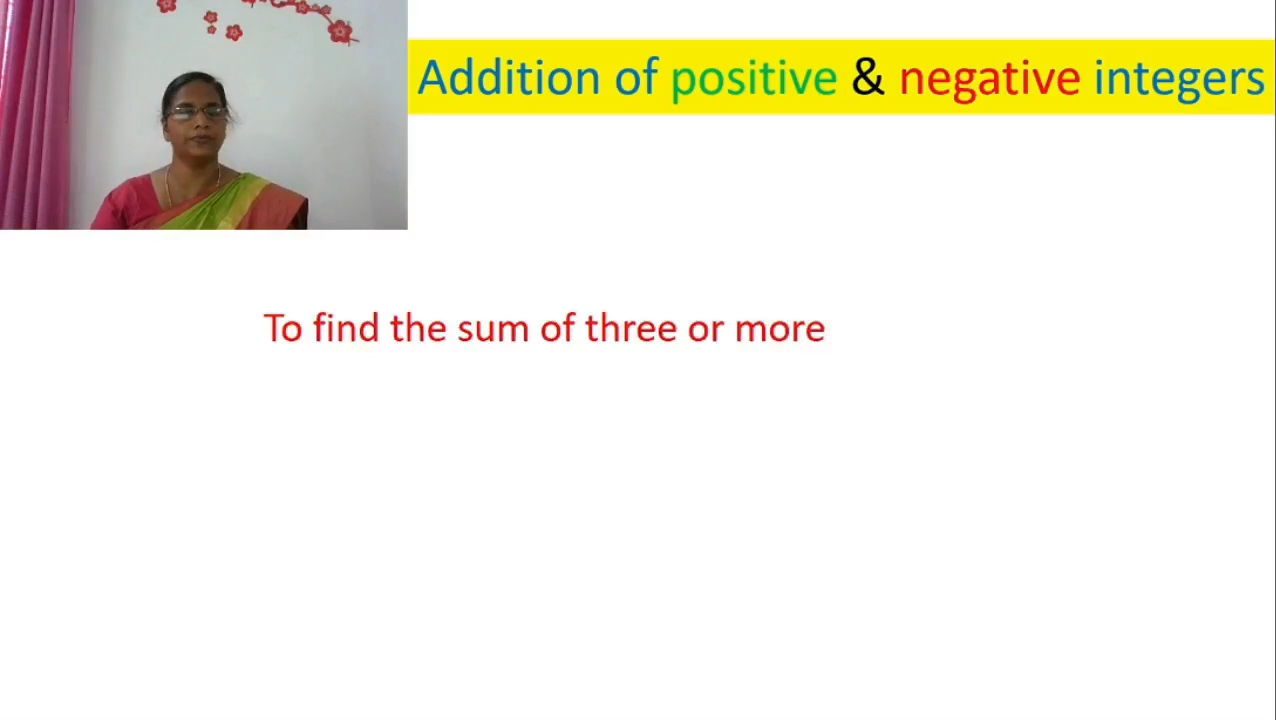 Addition of positive & negative integers
To find the sum of three or more